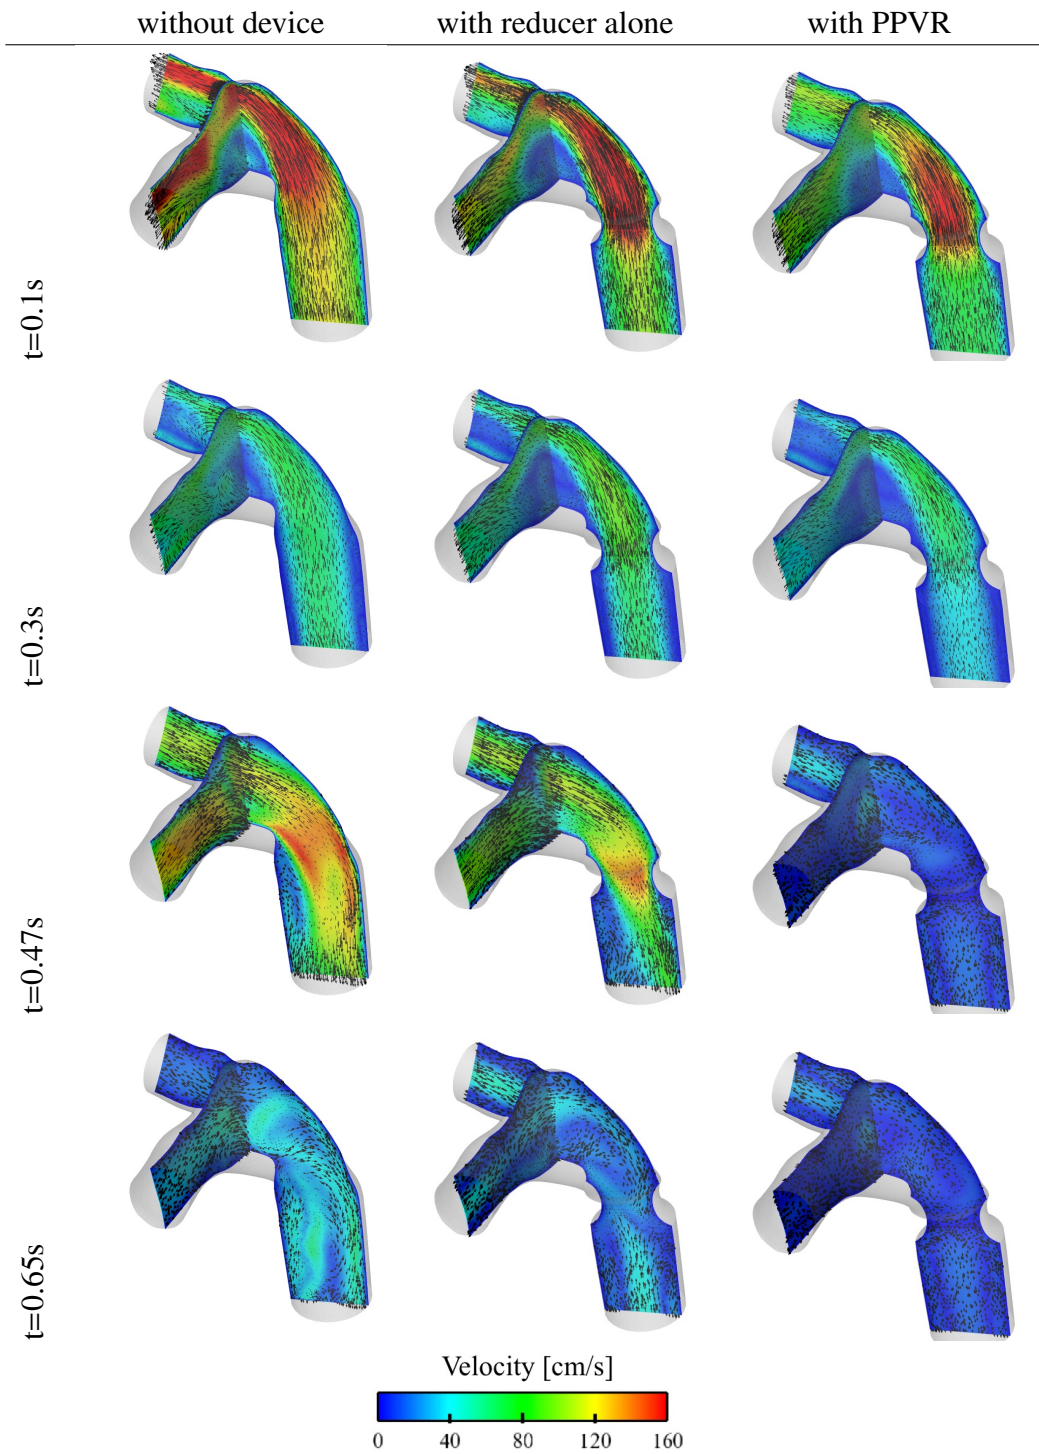 without device with reducer alone with PPVR
t=0.1s
t=0.3s
t=0.47s
t=0.65s
Velocity [cm/s]
0 40 80 120 160